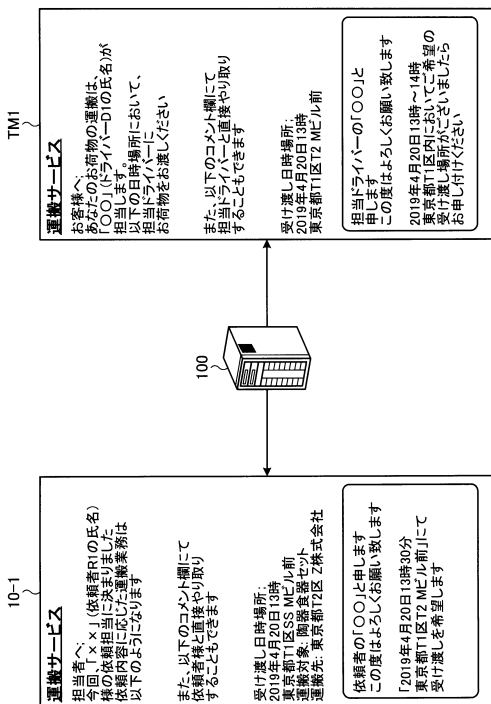 10-1
運搬サービス
担当者へ;
今回、「××」(依頼者R1の氏名)
様の依頼担当に決まりました
依頼内容に応じた運搬業務は
以下のようになります
また、以下のコメント欄にて
依頼者様と直接やり取り
することもできます
受け渡し日時場所;
2019年4月20日13時
東京都T1区SS Mビル前
運搬対象: 陶器食器セット
運搬先: 東京都T2区 Z株式会社
依頼者の「〇〇」と申します
この度はよろしくお願い致します
「2019年4月20日13時30分
東京都T1区T2 Mビル前」にて
受け渡しを希望します
100
TM1
運搬サービス
お客様へ;
あなたのお荷物の運搬は、
「〇〇」(ドライバーD1の氏名)が
担当します。
以下の日時場所において、
担当ドライバーに
お荷物をお渡しください
また、以下のコメント欄にて
担当ドライバーと直接やり取り
することもできます
受け渡し日時場所;
2019年4月20日13時
東京都T1区T2 Mビル前
担当ドライバーの「〇〇」と
申します
この度はよろしくお願い致します
2019年4月20日13時~14時
東京都T1区内においてご希望の
受け渡し場所がございましたら
お申し付けください